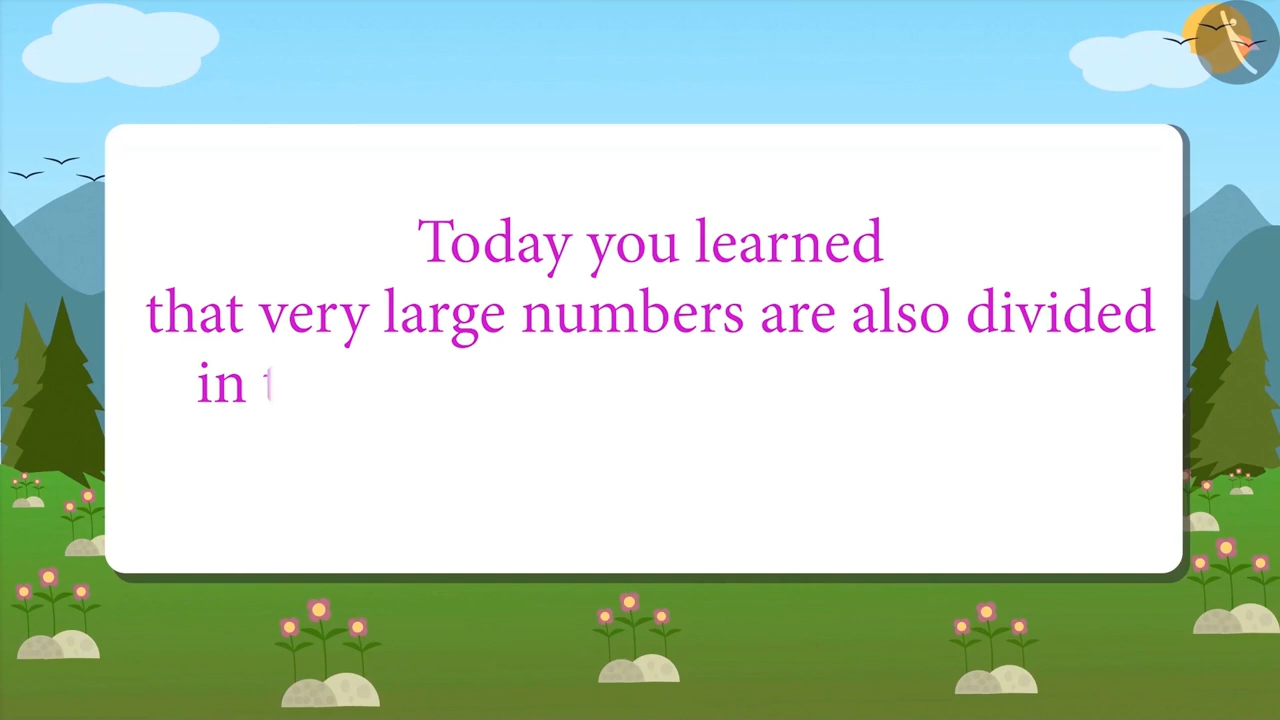 Today you learned
that very large numbers are also divided
in